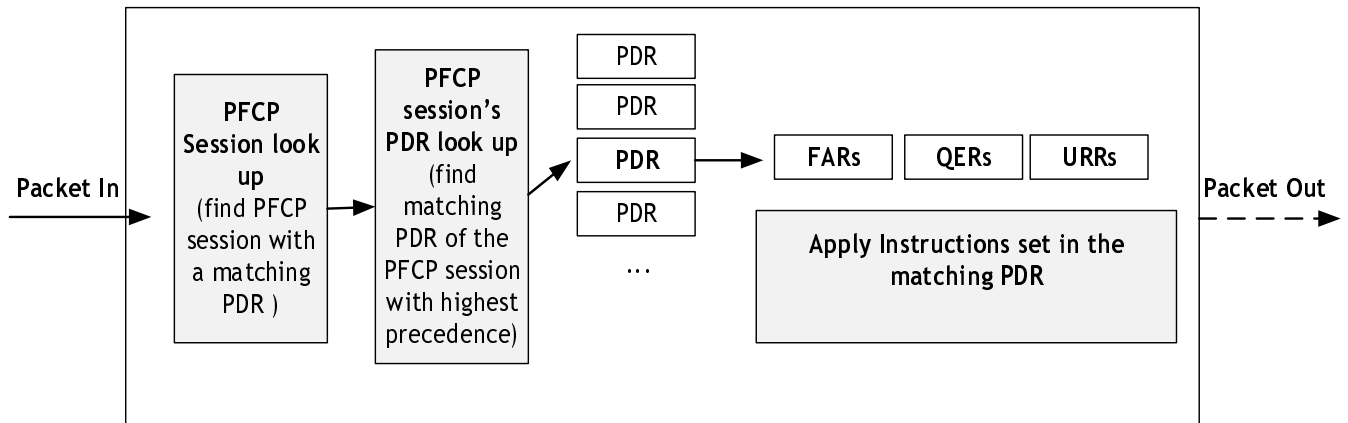 Packet In
PFCP
Session look
up
(find PFCP
session with
a matching
PDR )
PFCP
session’s
PDR look up
(find
matching
PDR of the
PFCP session
with highest
precedence)
PDR
PDR
PDR
PDR
...
FARs
QERs
URRs
Apply Instructions set in the
matching PDR
Packet Out